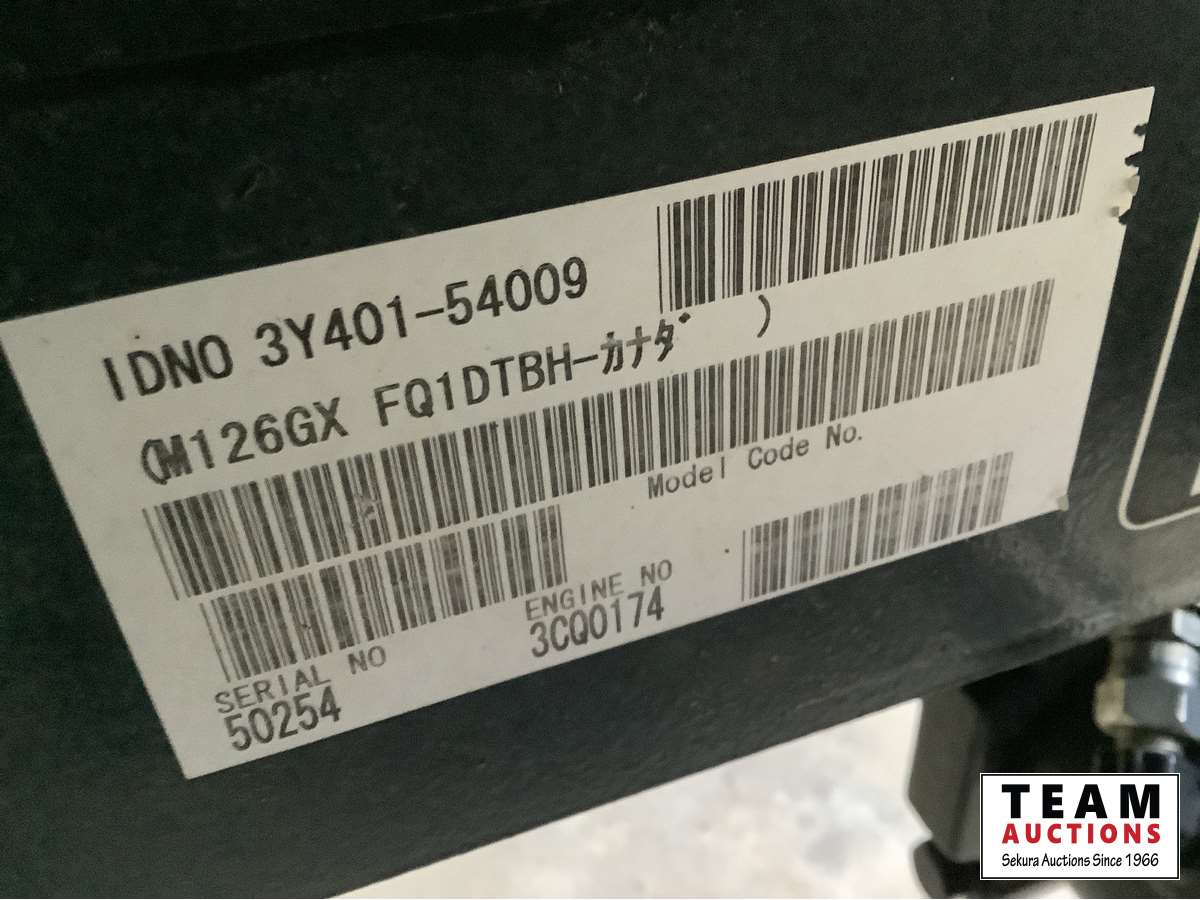 IDNO 3Y401-54009
(M126GX FQ1DTBH-カナダ )
Model Code No.
SERIAL NO
50254
ENGINE NO
3CQ0174
TEAM
AUCTIONS
Sekura Auctions Since 1966